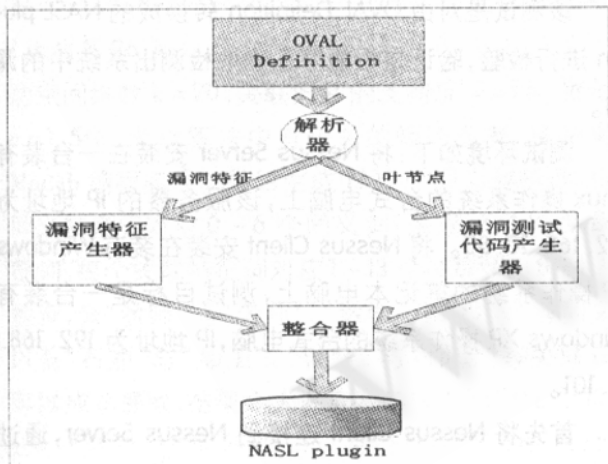 OVAL
Definition
解析
器
漏洞特征
叶节点
漏洞特征
产生器
漏洞测试
代码产生
器
整合器
NASL plugin